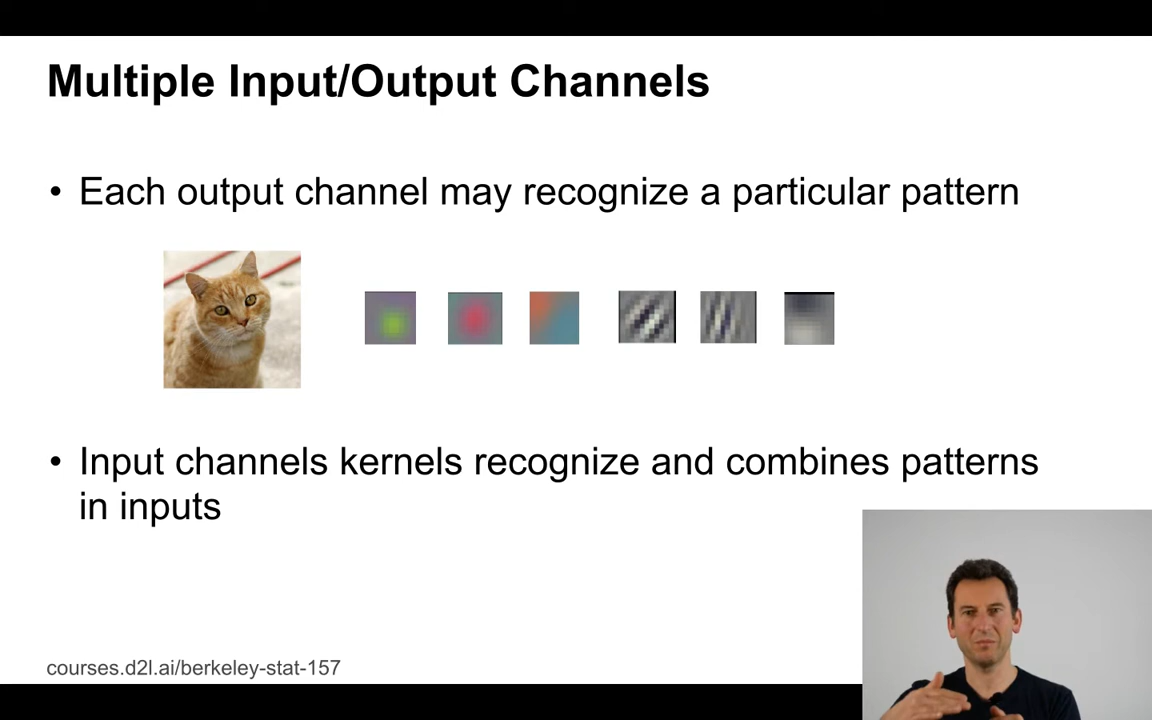 Multiple Input/Output Channels
• Each output channel may recognize a particular pattern
• Input channels kernels recognize and combines patterns
in inputs
courses.d2l.ai/berkeley-stat-157